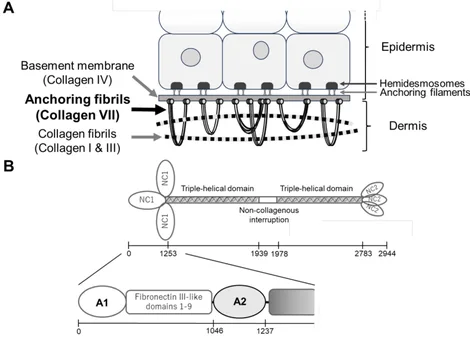 A
Epidermis
Basement membrane
(Collagen IV)
Hemidesmosomes
Anchoring filaments
Anchoring fibrils
(Collagen VII)
Dermis
Collagen fibrils
(Collagen I & III)
B
NC1
NC1
NC1
Triple-helical domain
Triple-helical domain
Non-collagenous
interruption
NC2
NC2
NC2
0
1253
1939
1978
2783
2944
A1
Fibronectin III-like
domains 1-9
A2
0
1046
1237